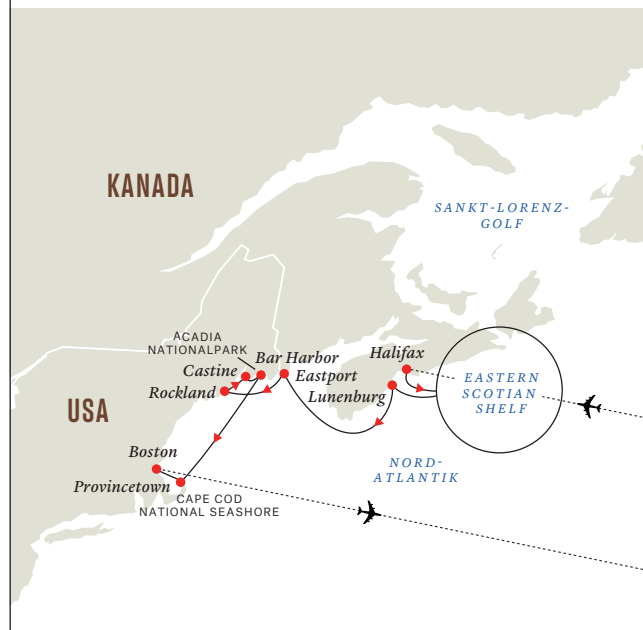 KANADA
SANKT-LORENZ-
GOLF
ACADIA
NATIONALPARK
Bar Harbor
Halifax
Castine
Eastport
EASTERN
SCOTIAN
SHELF
Rockland
Lunenburg
USA
Boston
NORD-
ATLANTIK
Provincetown
CAPE COD
NATIONAL SEASHORE